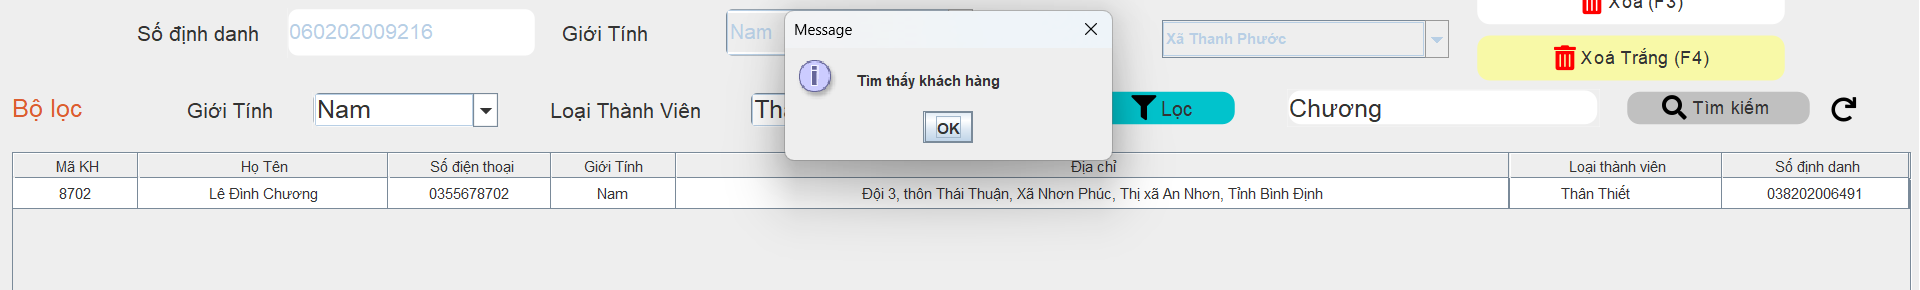 Xoá (F3)
Số định danh 060202009216 Giới Tính Nam Xã Thanh Phước
Message
Xoá Trắng (F4)
Tìm thấy khách hàng
OK
Bộ lọc Giới Tính Nam Loại Thành Viên Lọc Chương Tìm kiếm
Mã KH Họ Tên Số điện thoại Giới Tính Địa chỉ Loại thành viên Số định danh
8702 Lê Đình Chương 0355678702 Nam Đội 3, thôn Thái Thuận, Xã Nhơn Phúc, Thị xã An Nhơn, Tỉnh Bình Định Thân Thiết 038202006491